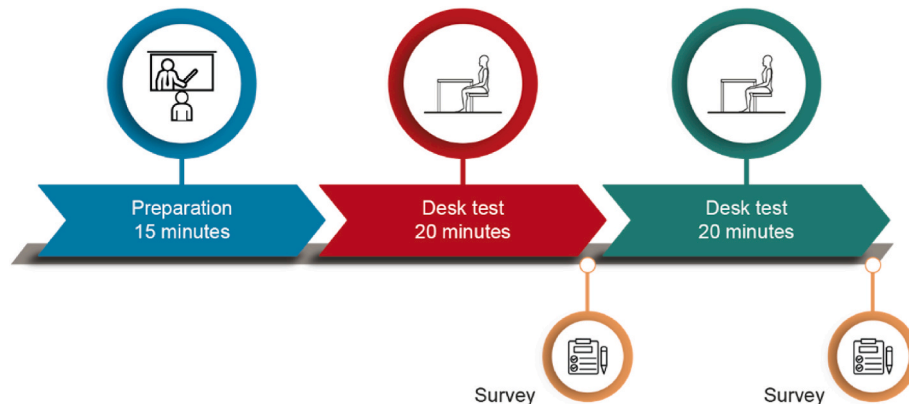 Preparation
15 minutes
Desk test
20 minutes
Desk test
20 minutes
Survey
Survey